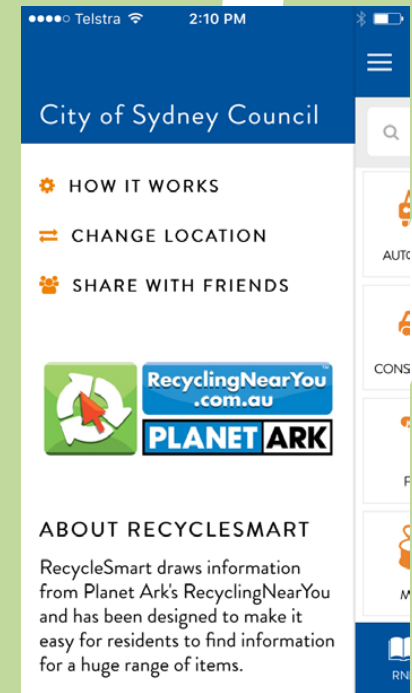 Telstra 2:10 PM
City of Sydney Council
HOW IT WORKS
CHANGE LOCATION
SHARE WITH FRIENDS
RecyclingNearYou™
.com.au
PLANET ARK
ABOUT RECYCLESMART
RecycleSmart draws information
from Planet Ark's RecyclingNearYou
and has been designed to make it
easy for residents to find information
for a huge range of items.